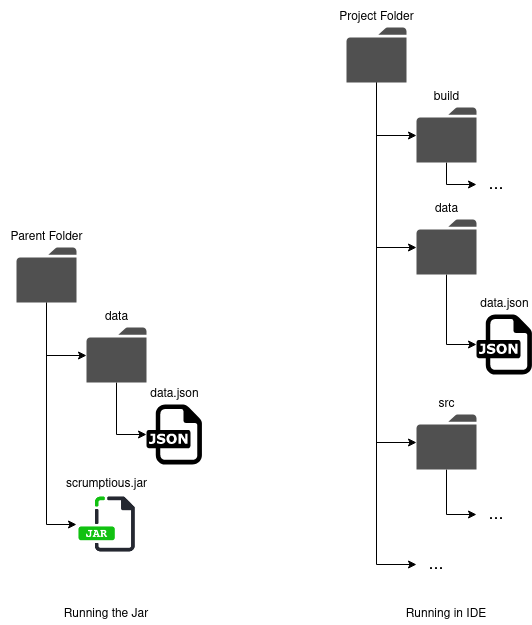 Project Folder
build
...
data
data.json
JSON
src
...
...
Parent Folder
data
data.json
JSON
scrumptious.jar
JAR
Running the Jar
Running in IDE